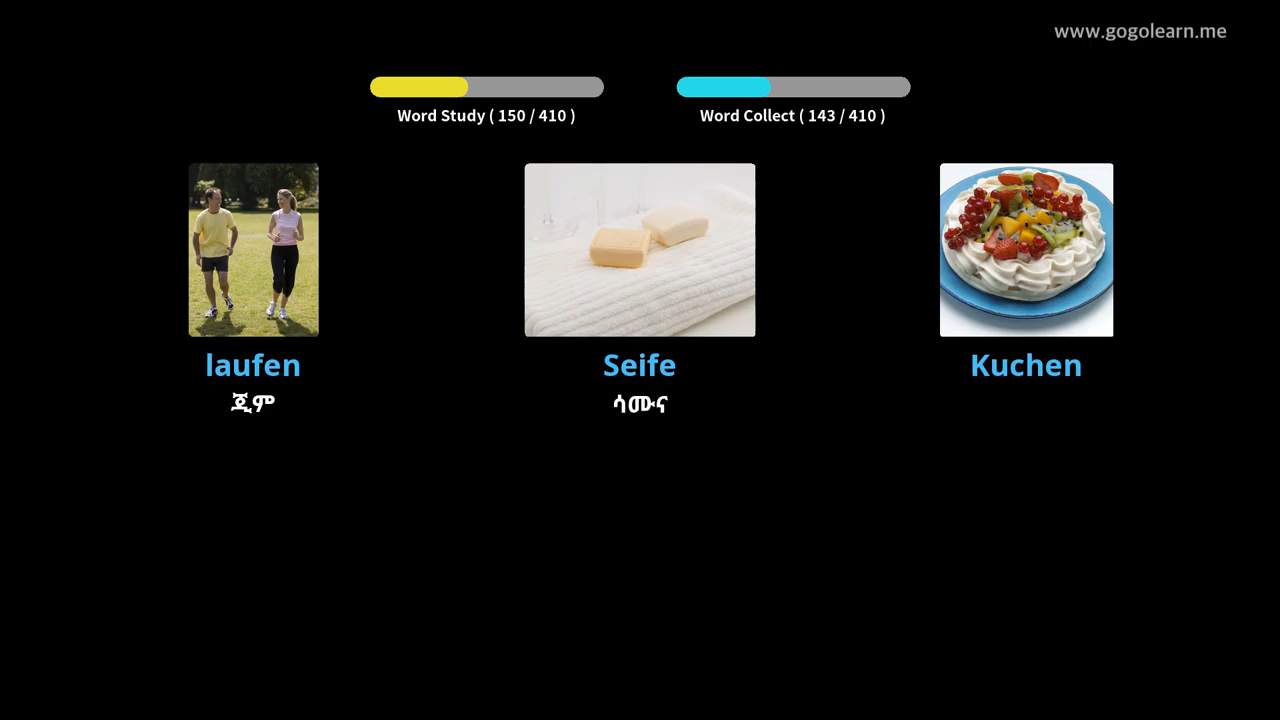 www.gogolearn.me
Word Study ( 150 / 410 )
Word Collect ( 143 / 410 )
laufen
ጂም
Seife
ሳሙና
Kuchen